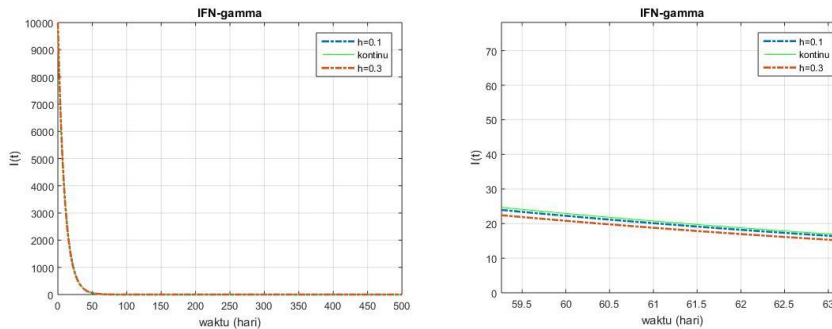 IFN-gamma
10000
9000
8000
7000
6000
5000
4000
3000
2000
1000
0
I(t)
h=0.1
kontinu
h=0.3
0 50 100 150 200 250 300 350 400 450 500
waktu (hari)
IFN-gamma
70
60
50
40
30
20
10
0
I(t)
h=0.1
kontinu
h=0.3
59.5 60 60.5 61 61.5 62 62.5 63
waktu (hari)